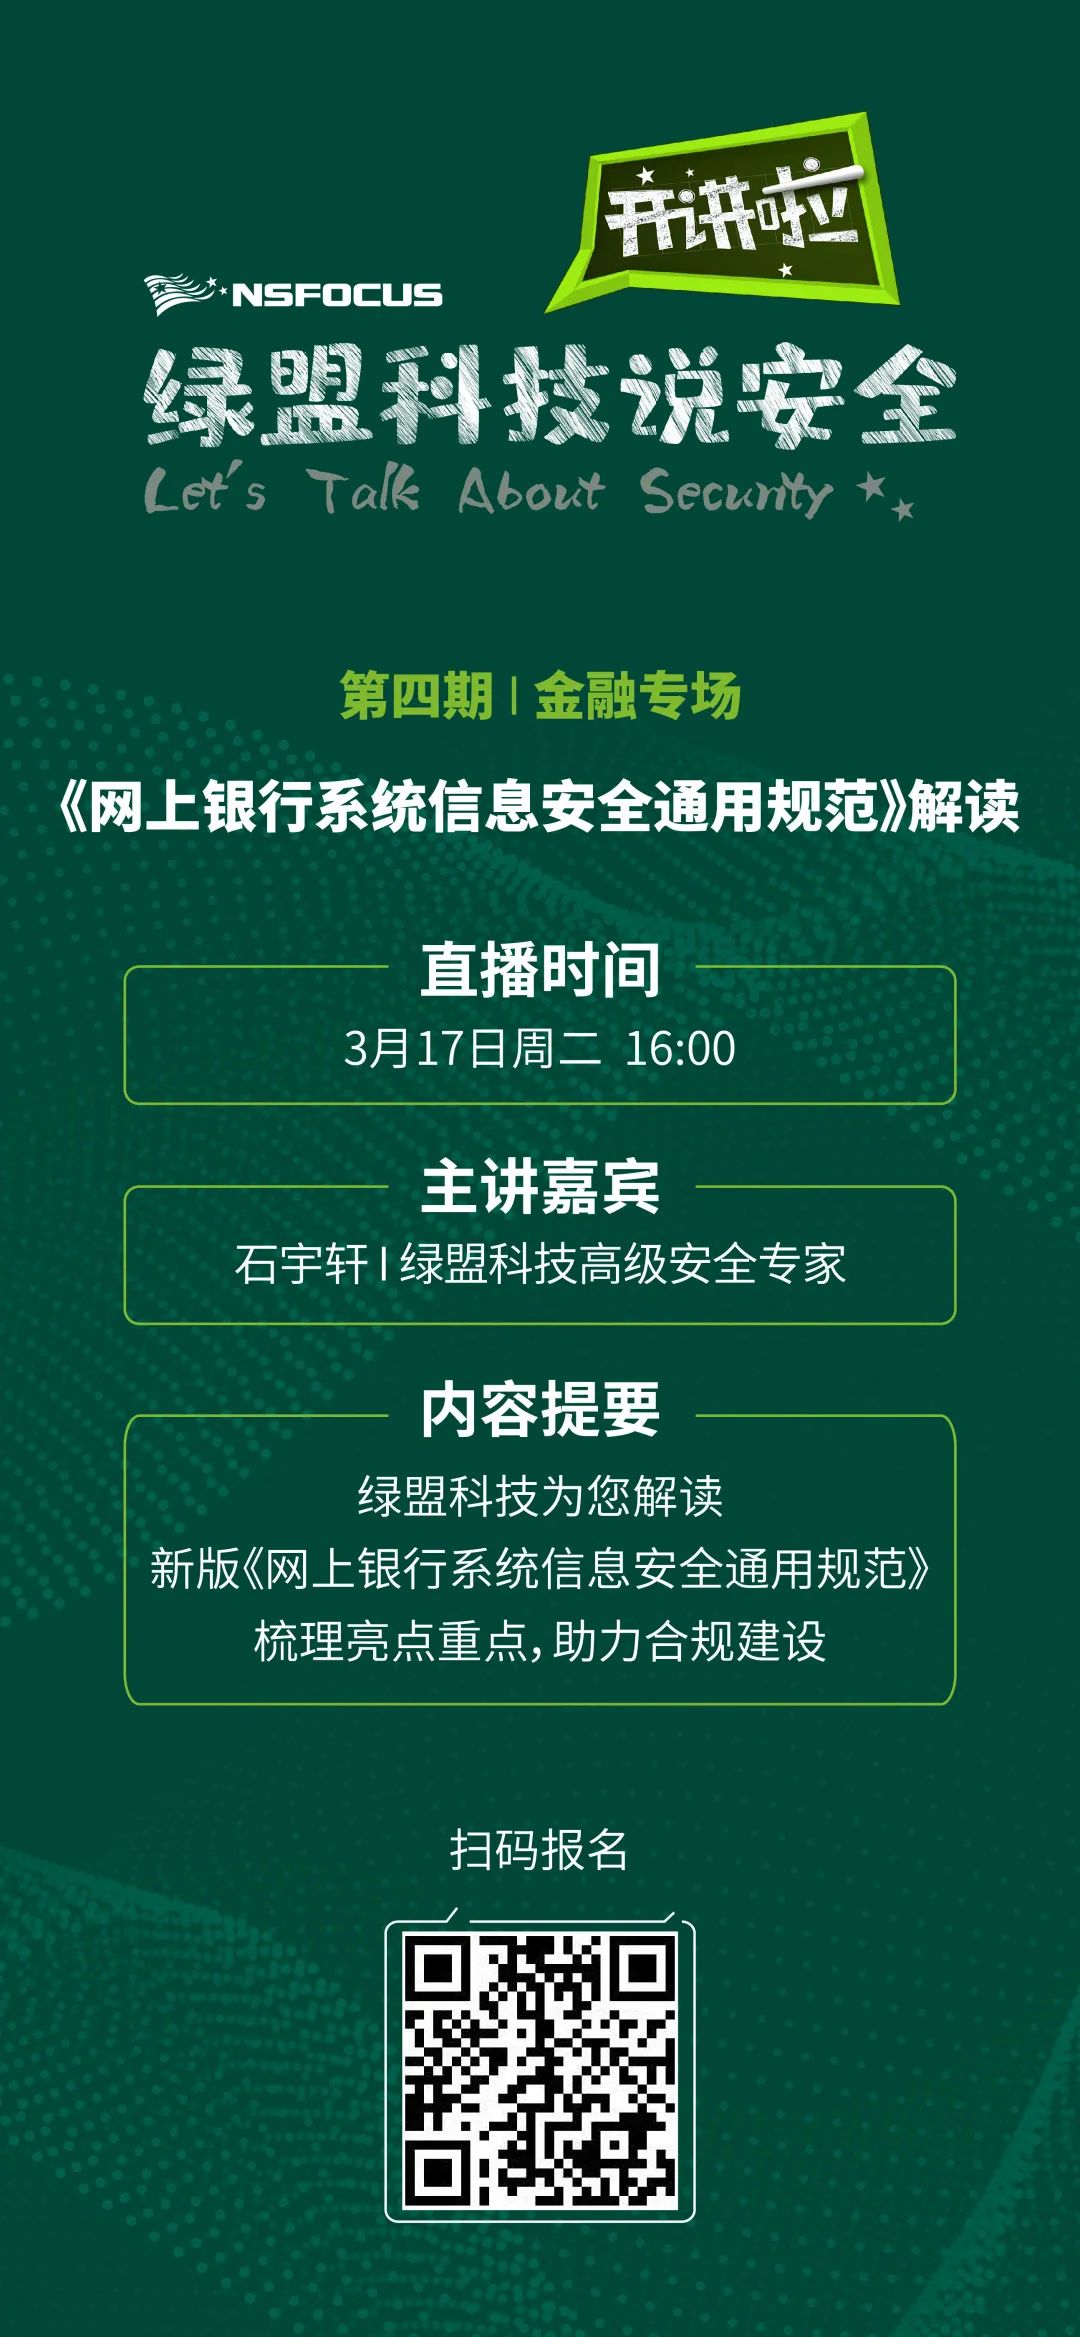 开讲啦
NSFOCUS
绿盟科技说安全
Let's Talk About Security
第四期 | 金融专场
《网上银行系统信息安全通用规范》解读
直播时间
3月17日周二 16:00
主讲嘉宾
石宇轩 | 绿盟科技高级安全专家
内容提要
绿盟科技为您解读
新版《网上银行系统信息安全通用规范》
梳理亮点重点，助力合规建设
扫码报名